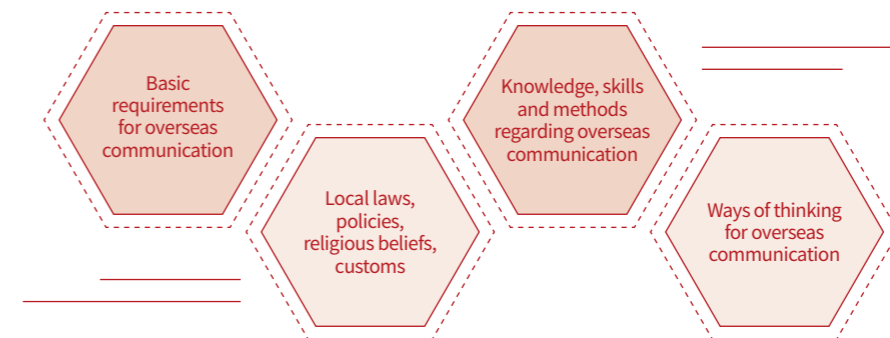 Basic
requirements
for overseas
communication
Local laws,
policies,
religious beliefs,
customs
Knowledge, skills
and methods
regarding overseas
communication
Ways of thinking
for overseas
communication